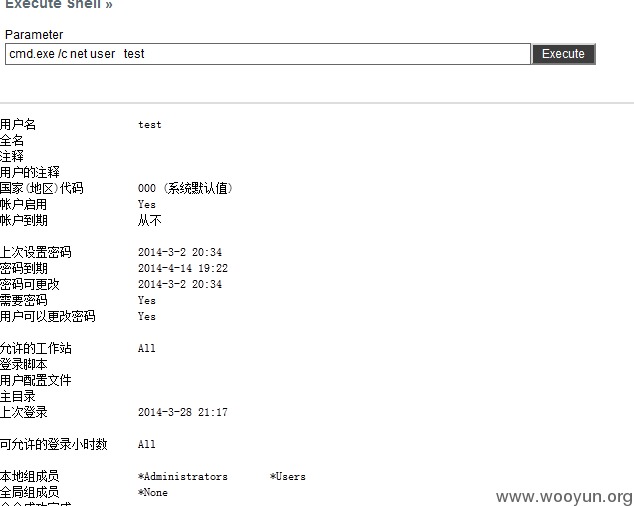 Execute Shell »
Parameter
cmd.exe /c net user test
Execute
用户名 test
全名
注释
用户的注释
国家(地区)代码 000 (系统默认值)
帐户启用 Yes
帐户到期 从不
上次设置密码 2014-3-2 20:34
密码到期 2014-4-14 19:22
密码可更改 2014-3-2 20:34
需要密码 Yes
用户可以更改密码 Yes
允许的工作站 All
登录脚本
用户配置文件
主目录
上次登录 2014-3-28 21:17
可允许的登录小时数 All
本地组成员 *Administrators *Users
全局组成员 *None
www.wooyun.org